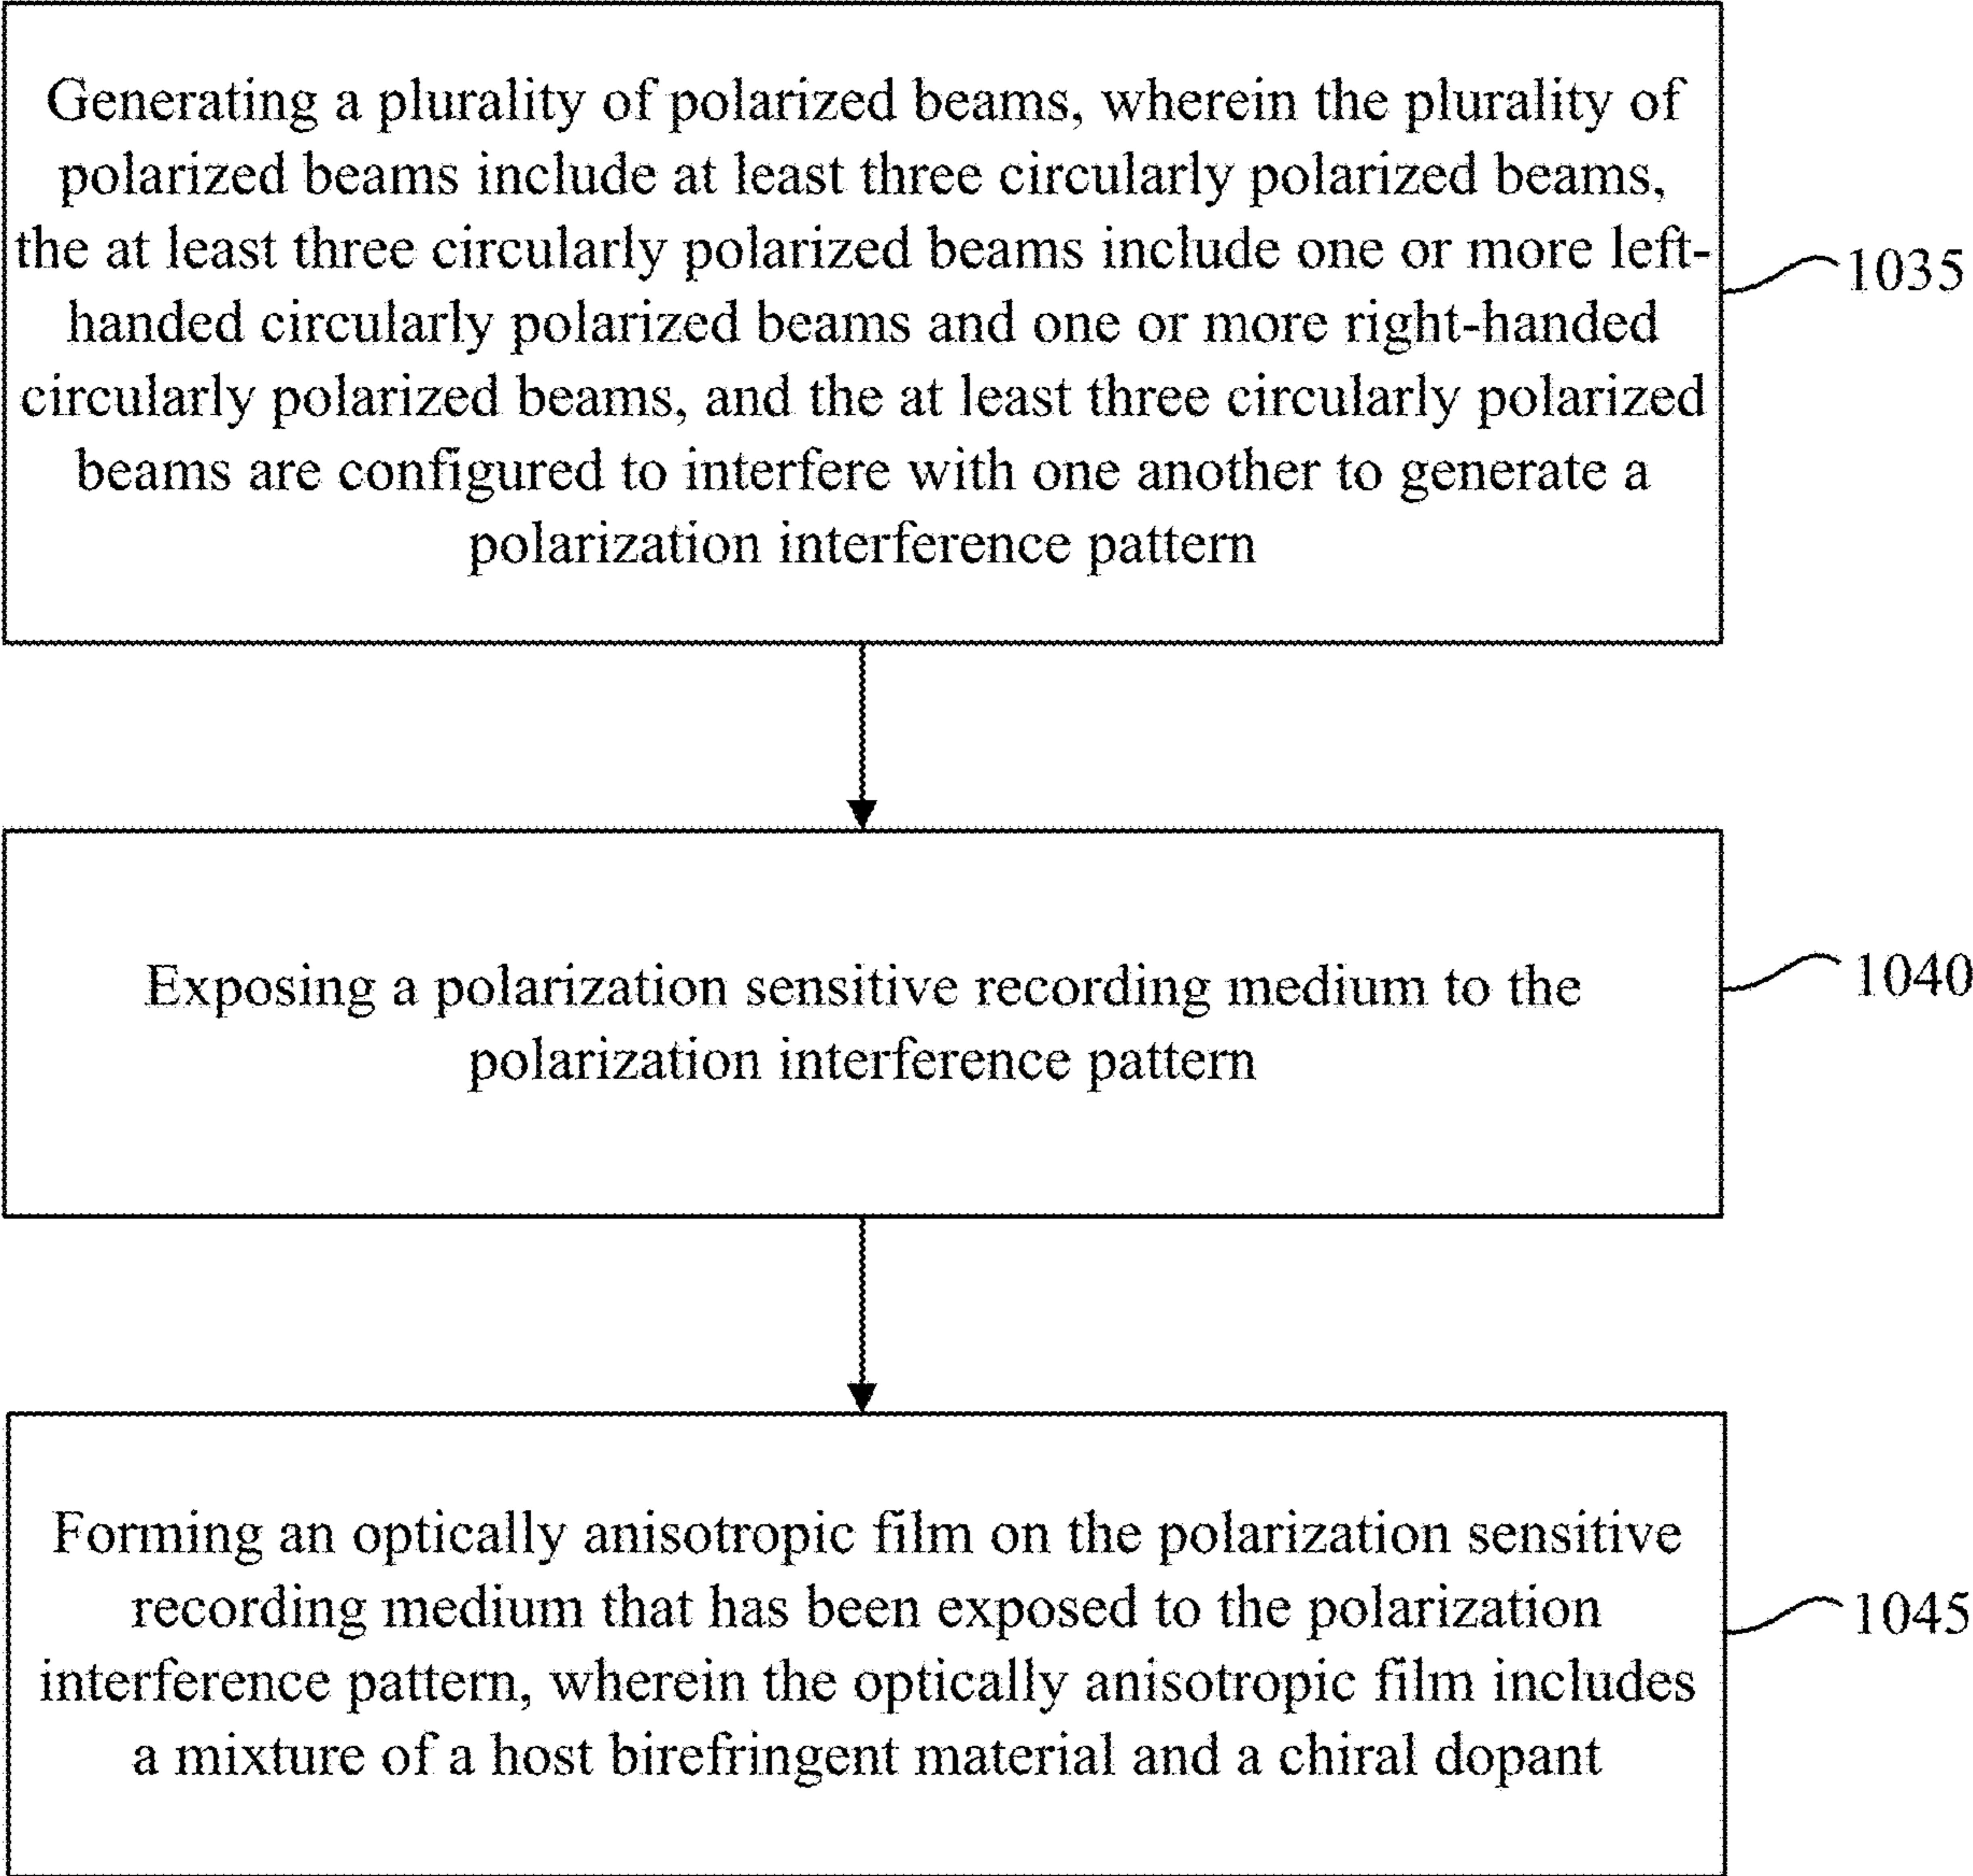 Generating a plurality of polarized beams, wherein the plurality of
polarized beams include at least three circularly polarized beams,
the at least three circularly polarized beams include one or more left-
handed circularly polarized beams and one or more right-handed
circularly polarized beams, and the at least three circularly polarized
beams are configured to interfere with one another to generate a
polarization interference pattern
1035
Exposing a polarization sensitive recording medium to the
polarization interference pattern
1040
Forming an optically anisotropic film on the polarization sensitive
recording medium that has been exposed to the polarization
interference pattern, wherein the optically anisotropic film includes
a mixture of a host birefringent material and a chiral dopant
1045